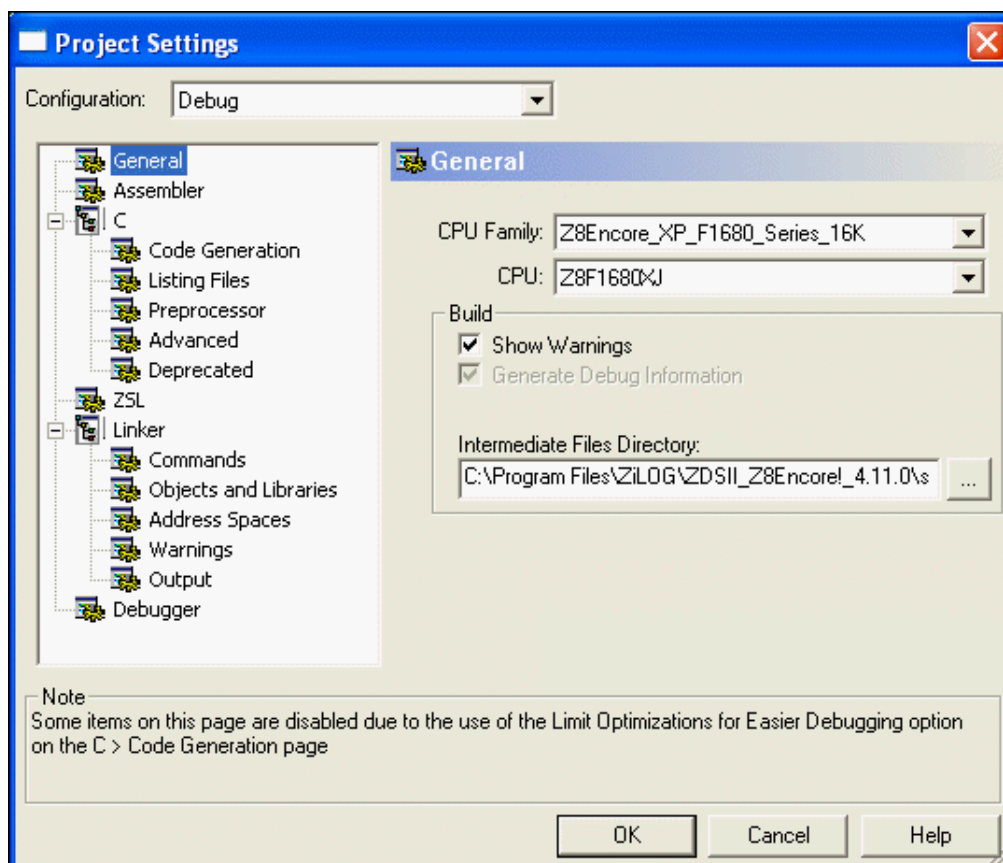 Project Settings
Configuration: Debug
General
Assembler
C
Code Generation
Listing Files
Preprocessor
Advanced
Deprecated
ZSL
Linker
Commands
Objects and Libraries
Address Spaces
Warnings
Output
Debugger
General
CPU Family: Z8Encore_XP_F1680_Series_16K
CPU: Z8F1680XJ
Build
Show Warnings
Generate Debug Information
Intermediate Files Directory:
C:\Program Files\ZiLOG\ZDSII_Z8Encore!_4.11.0\s ...
Note
Some items on this page are disabled due to the use of the Limit Optimizations for Easier Debugging option
on the C > Code Generation page
OK Cancel Help